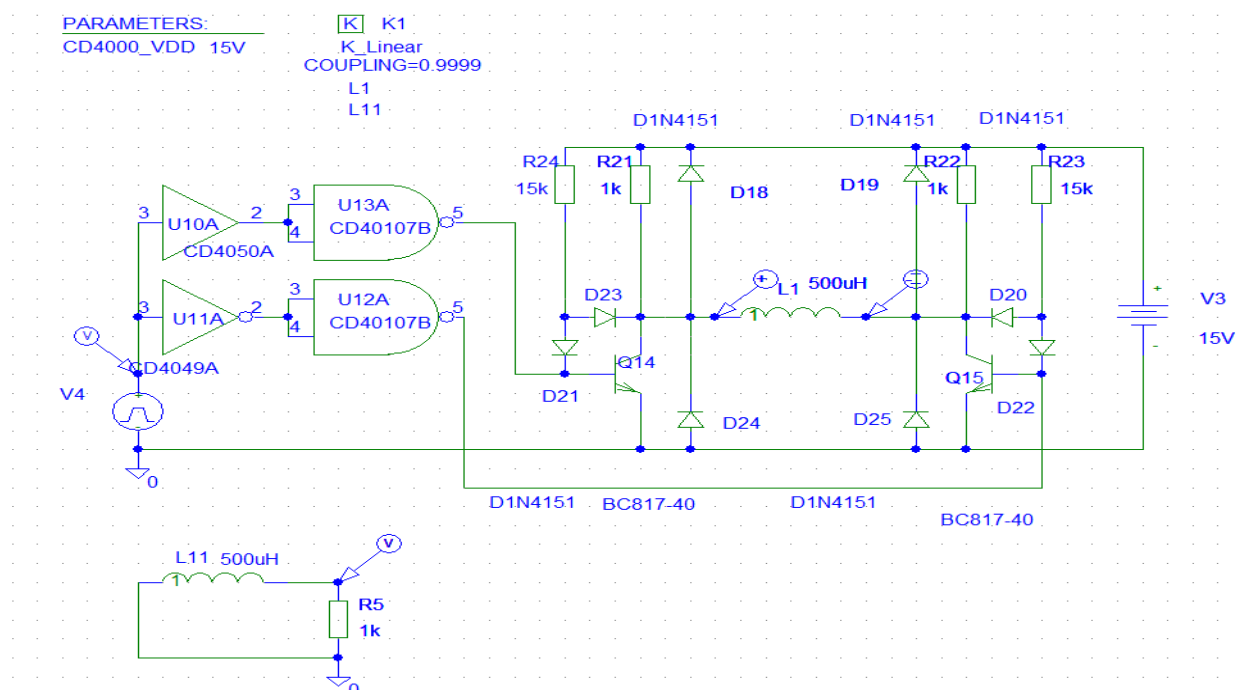 PARAMETERS:
CD4000_VDD 15V
K K1
K_Linear
COUPLING=0.9999
L1
L11
D1N4151
D1N4151
D1N4151
R24
15k
R21
1k
D18
D19
R22
1k
R23
15k
3
U10A
2
CD4050A
3
4
U13A
CD40107B
5
3
U11A
2
CD4049A
3
4
U12A
CD40107B
5
V
V4
+
-
0
D23
D21
Q14
D24
+
L1 500uH
1
-
D20
Q15
D22
D25
+
V3
15V
-
D1N4151
BC817-40
D1N4151
BC817-40
L11 500uH
1
V
R5
1k
0